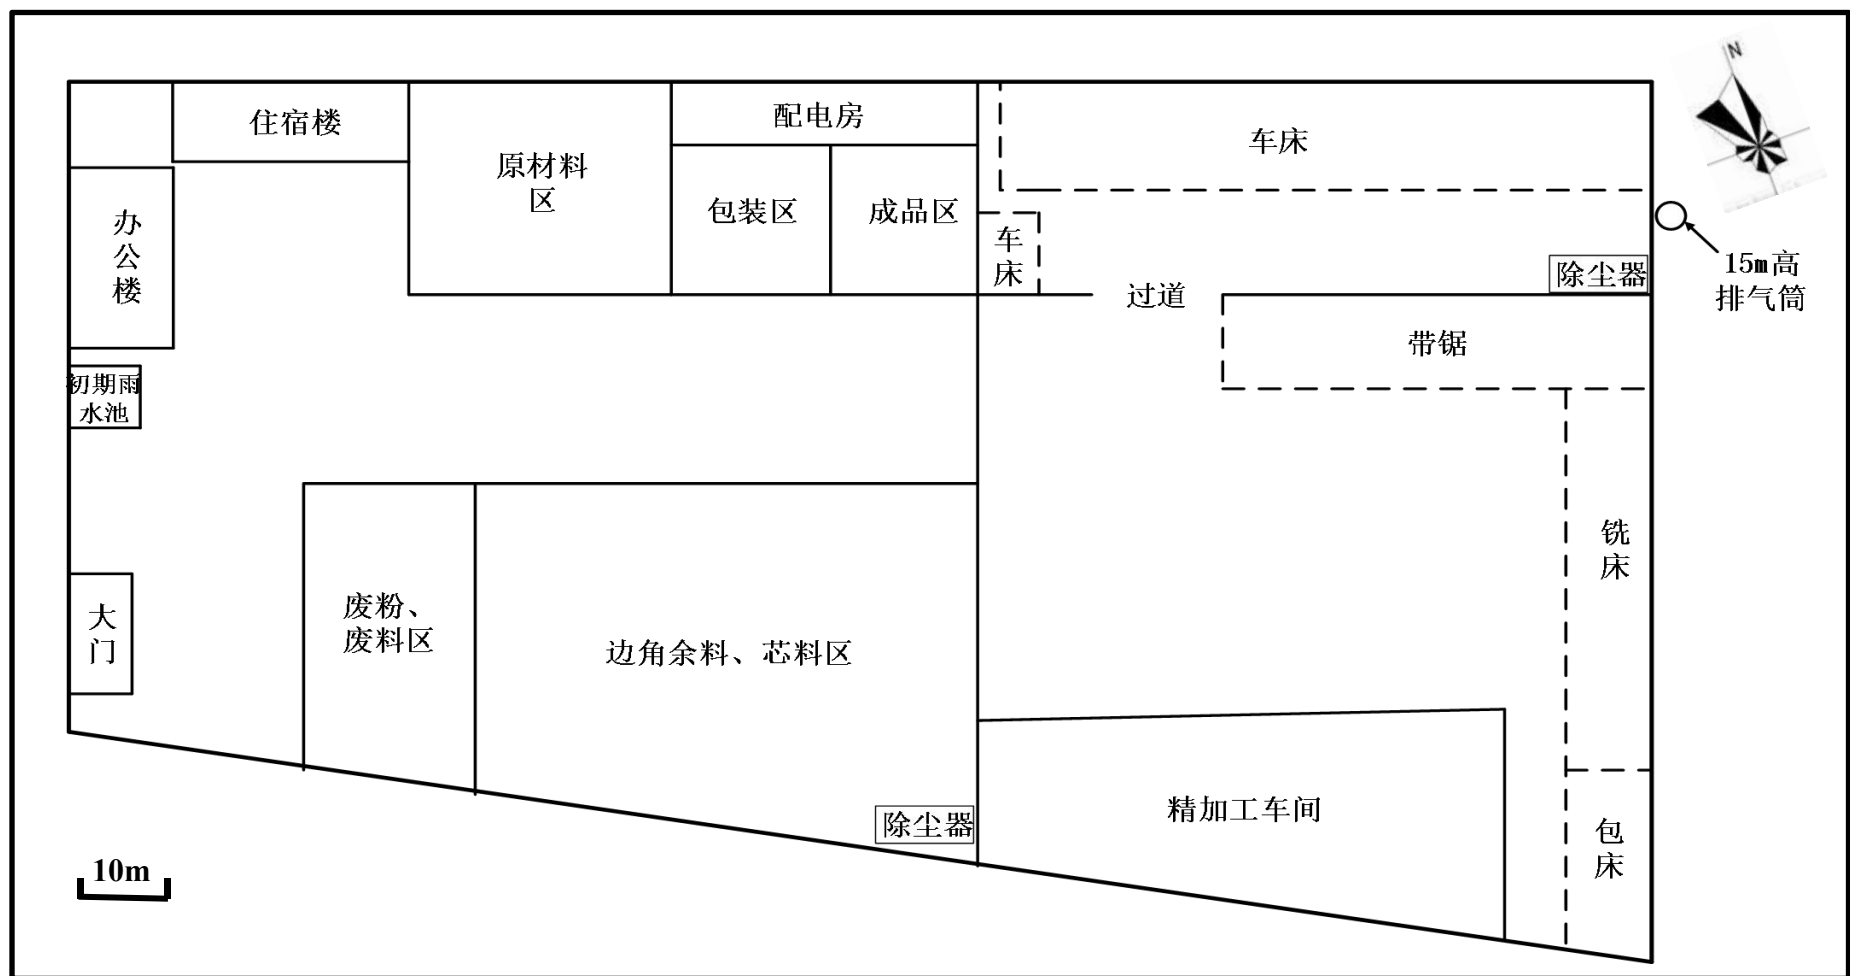 N
住宿楼
配电房
车床
原材料
区
办
公
楼
包装区
成品区
车
床
除尘器
15m高
排气筒
过道
带锯
初期雨
水池
铣
床
大
门
废粉、
废料区
边角余料、芯料区
精加工车间
除尘器
包
床
10m